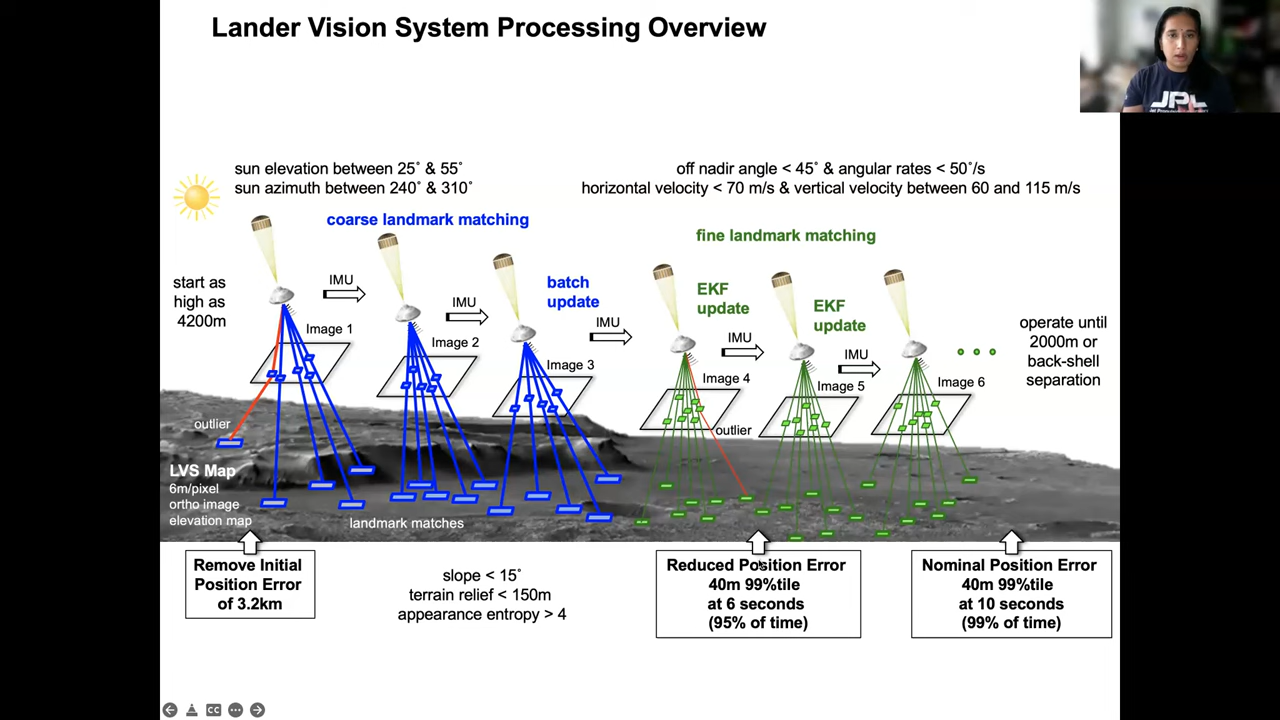 Lander Vision System Processing Overview
JPL
sun elevation between 25° & 55°
sun azimuth between 240° & 310°
off nadir angle < 45° & angular rates < 50°/s
horizontal velocity < 70 m/s & vertical velocity between 60 and 115 m/s
coarse landmark matching
fine landmark matching
start as
high as
4200m
IMU
IMU
batch
update
IMU
EKF
update
IMU
EKF
update
IMU
operate until
2000m or
back-shell
separation
Image 1
Image 2
Image 3
Image 4
Image 5
Image 6
outlier
outlier
LVS Map
6m/pixel
ortho image
elevation map
landmark matches
Remove Initial
Position Error
of 3.2km
slope < 15°
terrain relief < 150m
appearance entropy > 4
Reduced Position Error
40m 99%tile
at 6 seconds
(95% of time)
Nominal Position Error
40m 99%tile
at 10 seconds
(99% of time)
CC